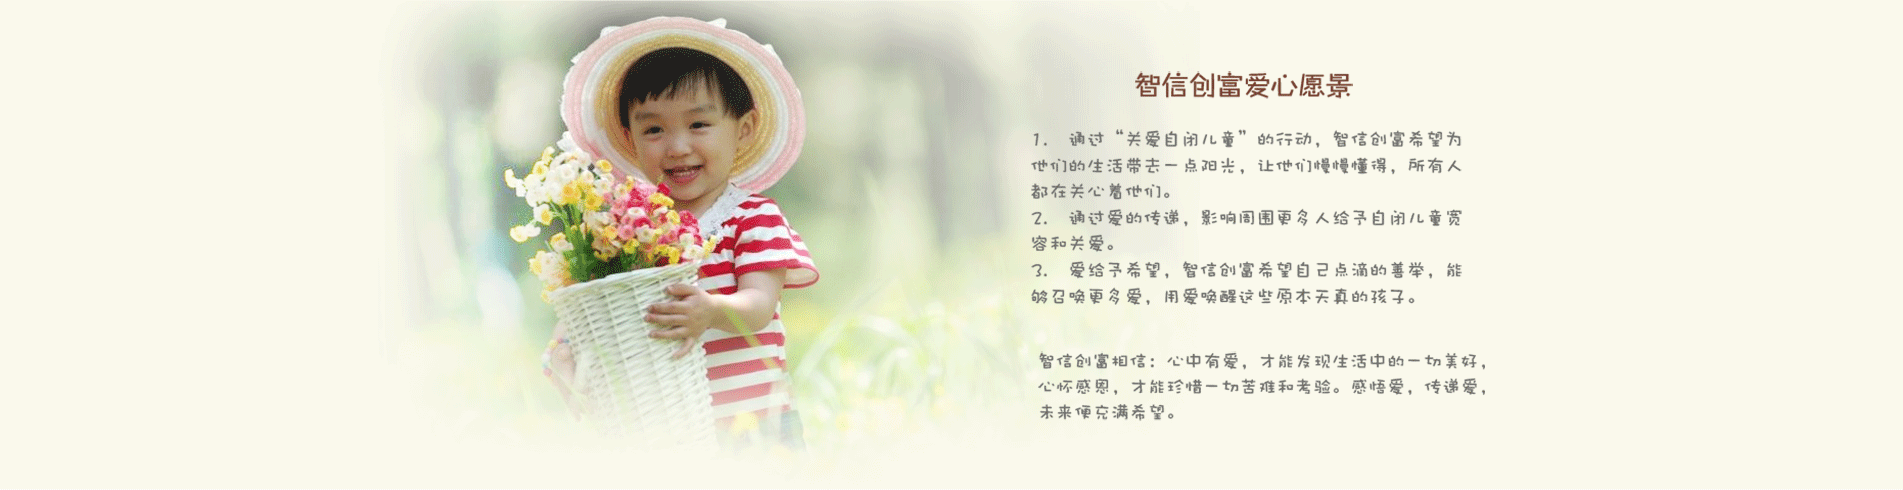 智信创富爱心愿景
1. 通过“关爱自闭儿童”的行动，智信创富希望为
他们的生活带去一点阳光，让他们慢慢懂得，所有人
都在关心着他们。
2. 通过爱的传递，影响周围更多人给予自闭儿童宽
容和关爱。
3. 爱给予希望，智信创富希望自己点滴的善举，能
够召唤更多爱，用爱唤醒这些原本天真的孩子。
智信创富相信：心中有爱，才能发现生活中的一切美好，
心怀感恩，才能珍惜一切苦难和考验。感悟爱，传递爱，
未来便充满希望。